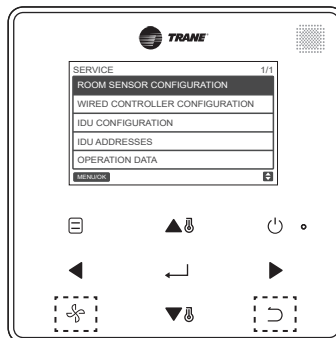 TRANE
SERVICE 1/1
ROOM SENSOR CONFIGURATION
WIRED CONTROLLER CONFIGURATION
IDU CONFIGURATION
IDU ADDRESSES
OPERATION DATA
MENU/OK